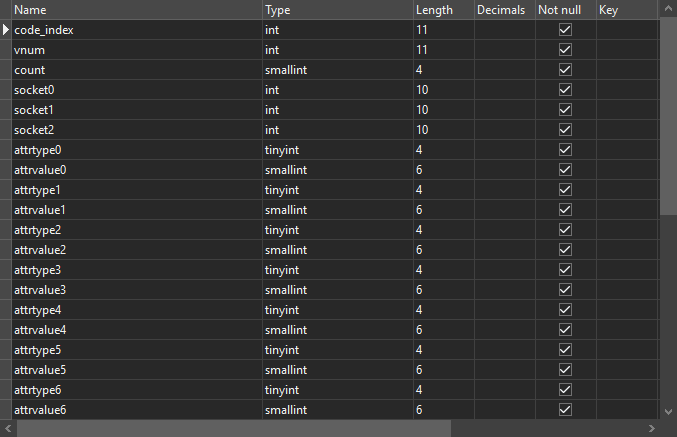 Name Type Length Decimals Not null Key
code_index int 11
vnum int 11
count smallint 4
socket0 int 10
socket1 int 10
socket2 int 10
attrtype0 tinyint 4
attrvalue0 smallint 6
attrtype1 tinyint 4
attrvalue1 smallint 6
attrtype2 tinyint 4
attrvalue2 smallint 6
attrtype3 tinyint 4
attrvalue3 smallint 6
attrtype4 tinyint 4
attrvalue4 smallint 6
attrtype5 tinyint 4
attrvalue5 smallint 6
attrtype6 tinyint 4
attrvalue6 smallint 6